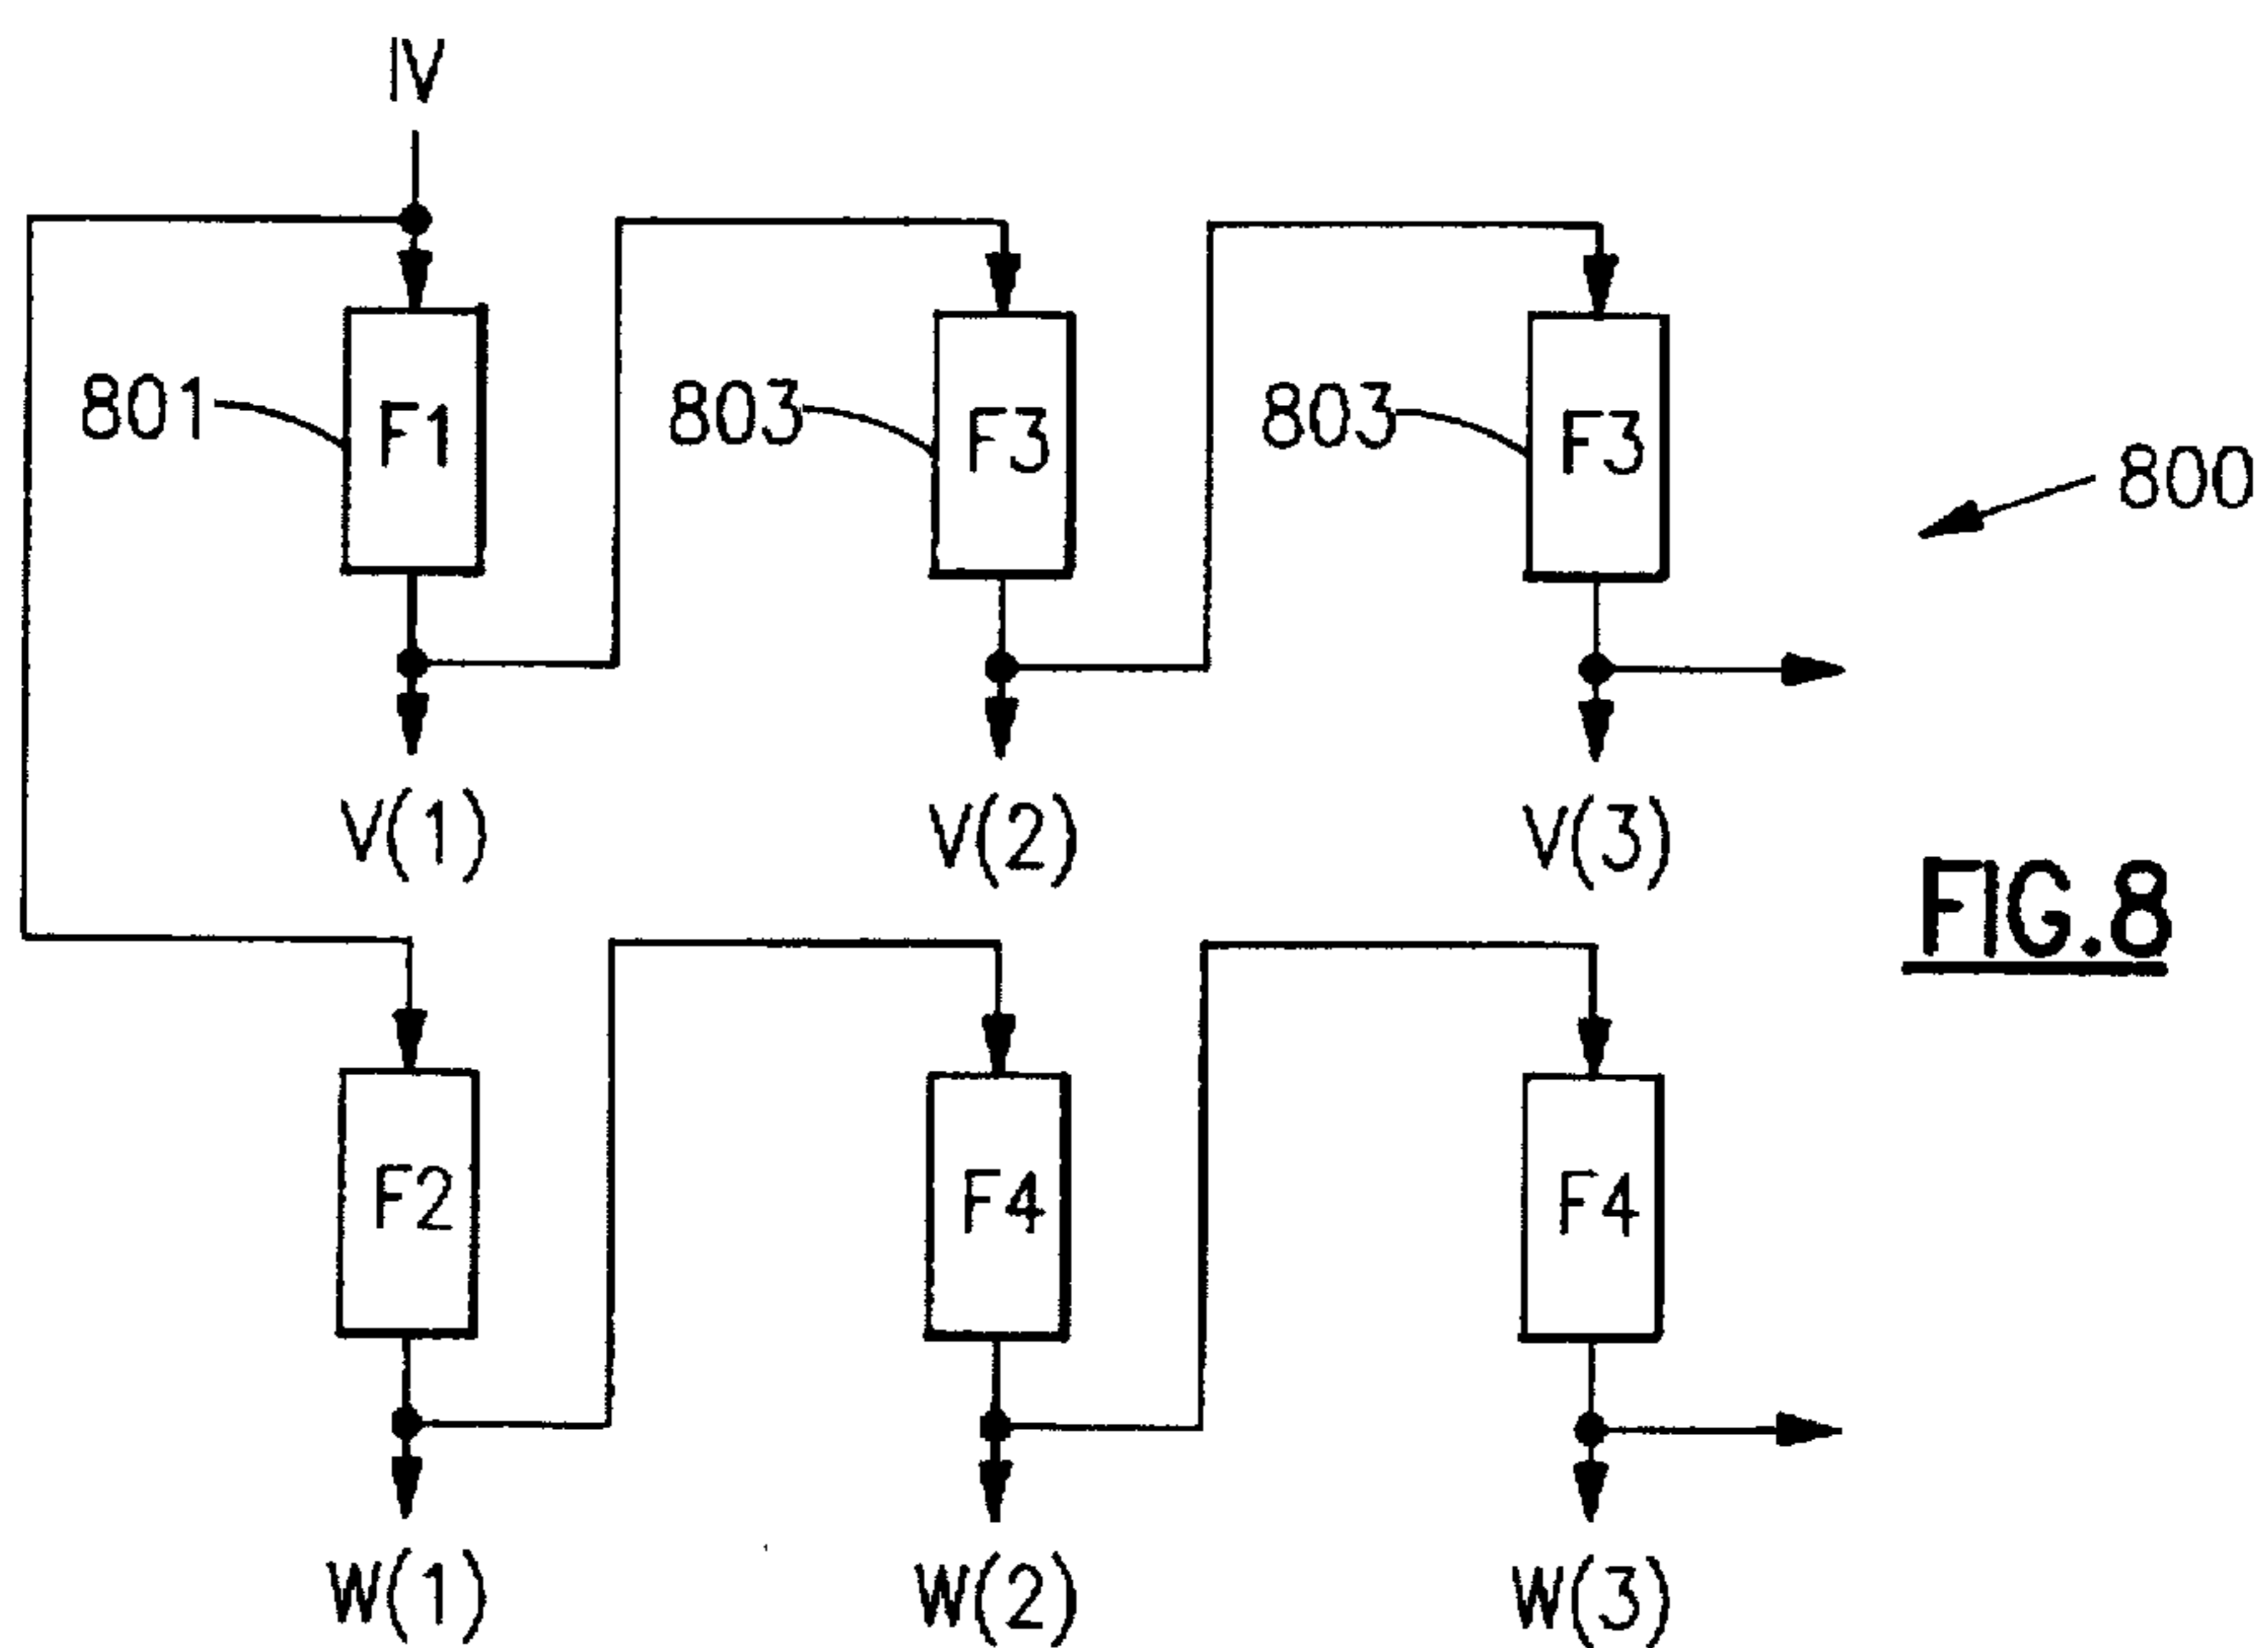 IV
801 F1 803 F3 803 F3 800
V(1) V(2) V(3)
FIG.8
F2 F4 F4
W(1) W(2) W(3)